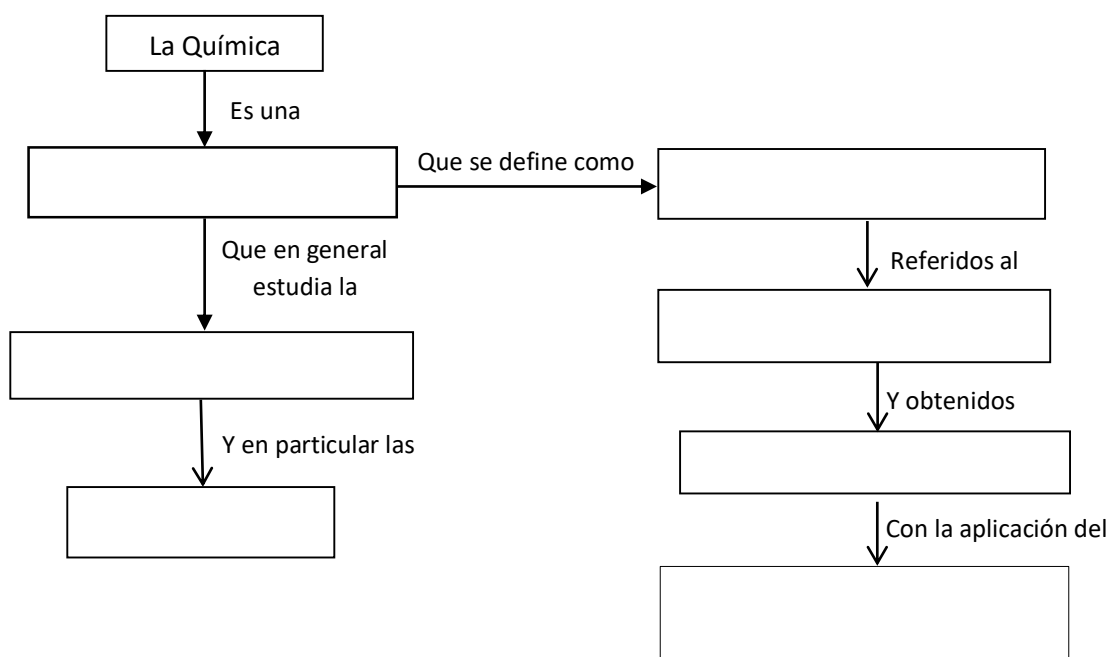 La Química
Es una
Que se define como
Que en general
estudia la
Referidos al
Y obtenidos
Y en particular las
Con la aplicación del